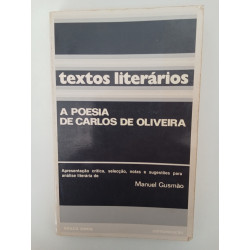 textos literários
A POESIA
DE CARLOS DE OLIVEIRA
Apresentação crítica, selecção, notas e sugestões para
análise literária de
Manuel Gusmão